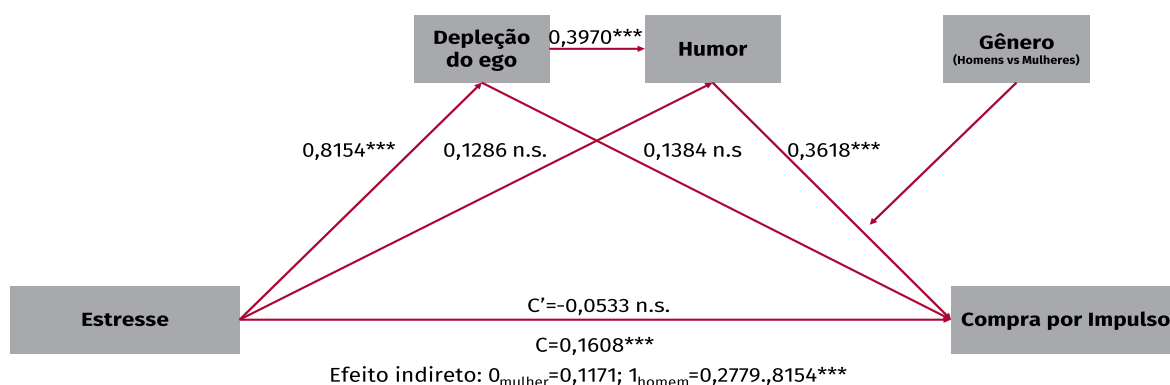 Depleção
do ego
0,3970***
Humor
Gênero
(Homens vs Mulheres)
0,8154***
0,1286 n.s.
0,1384 n.s
0,3618***
Estresse
C’=-0,0533 n.s.
Compra por Impulso
C=0,1608***
Efeito indireto: 0mulher=0,1171; 1homem=0,2779.,8154***